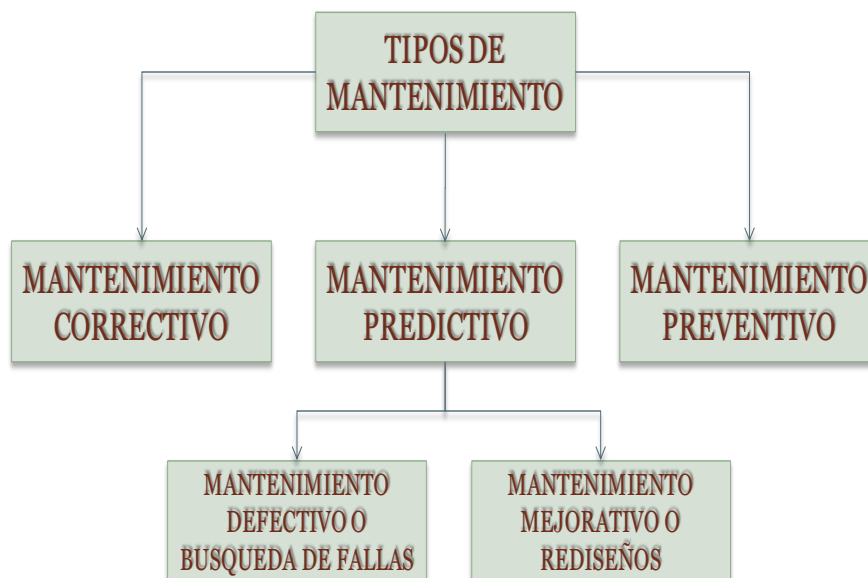 TIPOS DE
MANTENIMIENTO
MANTENIMIENTO
CORRECTIVO
MANTENIMIENTO
PREDICTIVO
MANTENIMIENTO
PREVENTIVO
MANTENIMIENTO
DEFECTIVO O
BUSQUEDA DE FALLAS
MANTENIMIENTO
MEJORATIVO O
REDISEÑOS